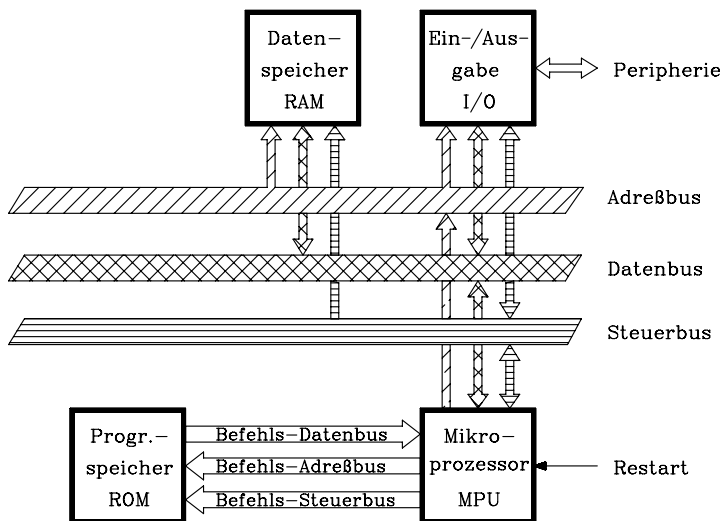 Daten-
speicher
RAM
Ein-/Aus-
gabe
I/O
Peripherie
Adreßbus
Datenbus
Steuerbus
Progr.-
speicher
ROM
Befehls-Datenbus
Befehls-Adreßbus
Befehls-Steuerbus
Mikro-
prozessor
MPU
Restart